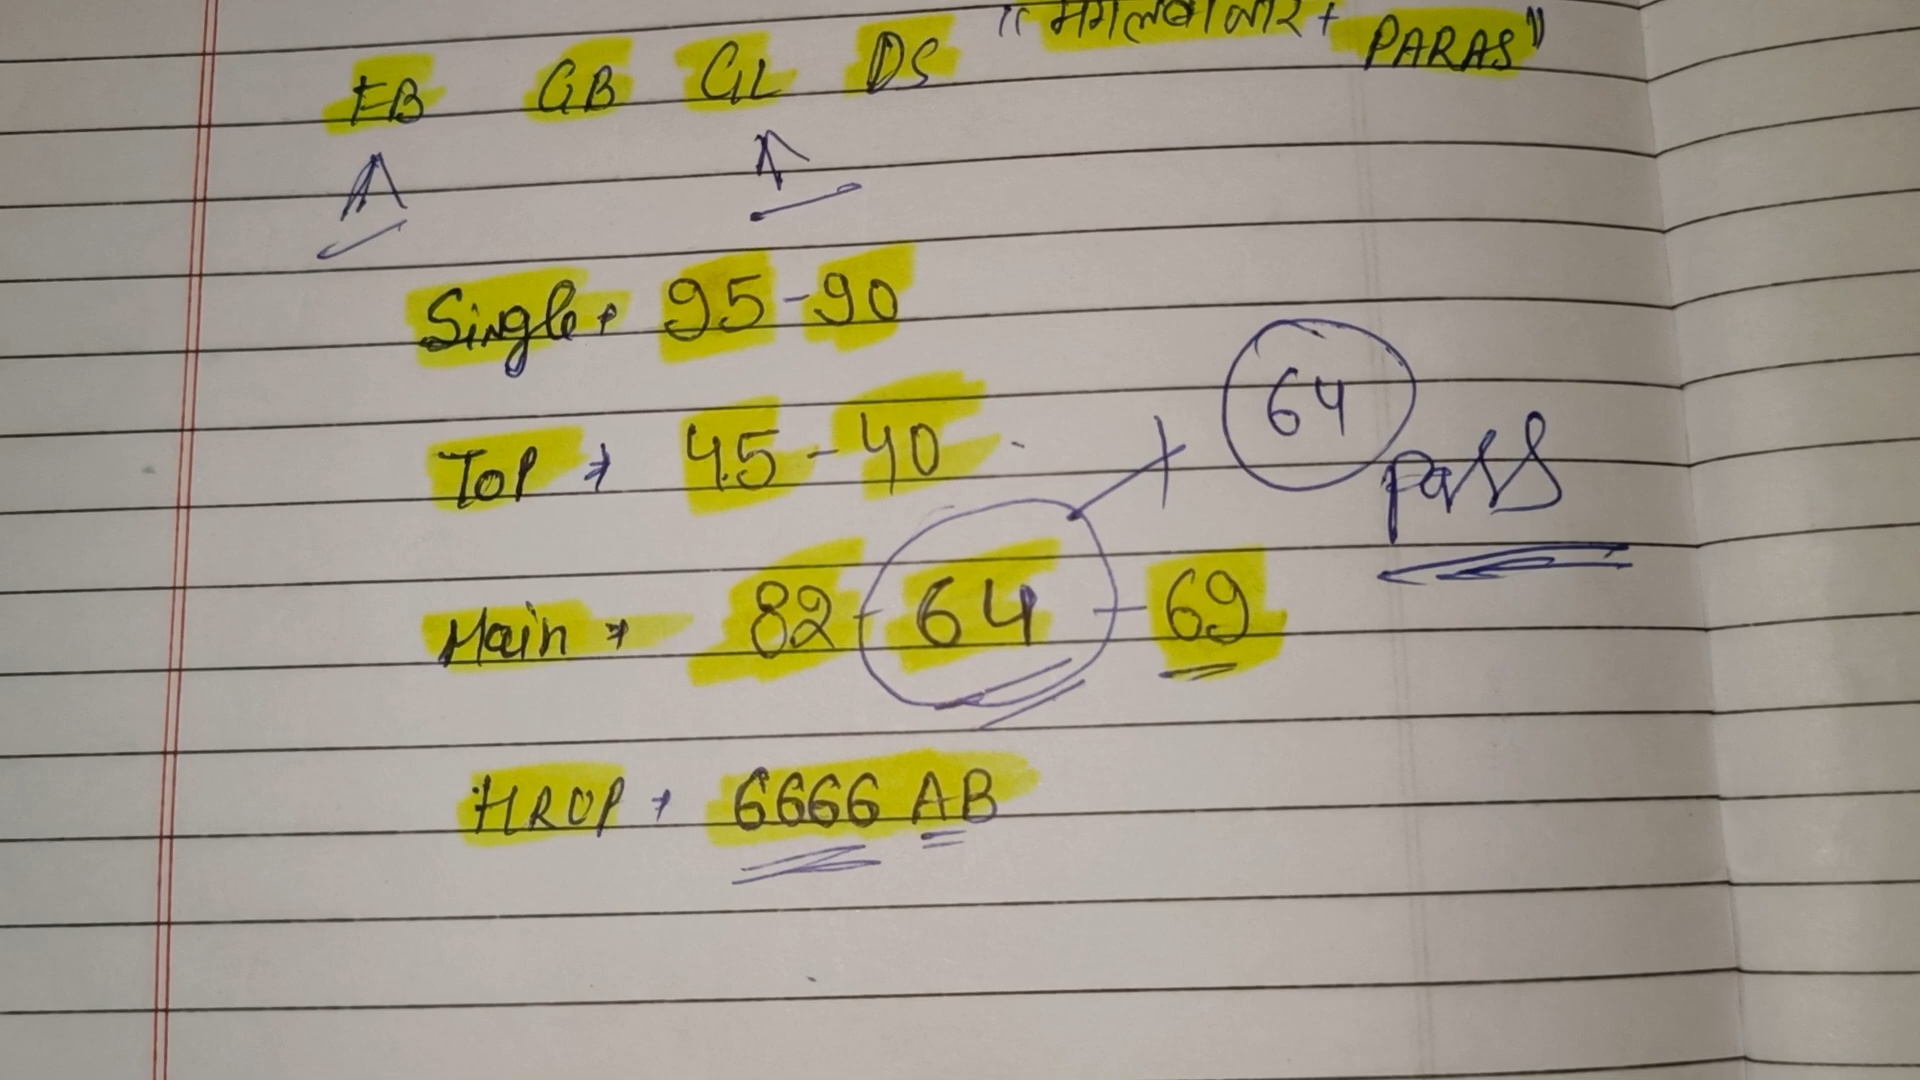 FB GB GL DS "मंगलवा बार + PARAS"
Single → 95 - 90
TOP → 45 - 40
64 pass
Main → 82 - 64 - 69
HROP → 6666 AB